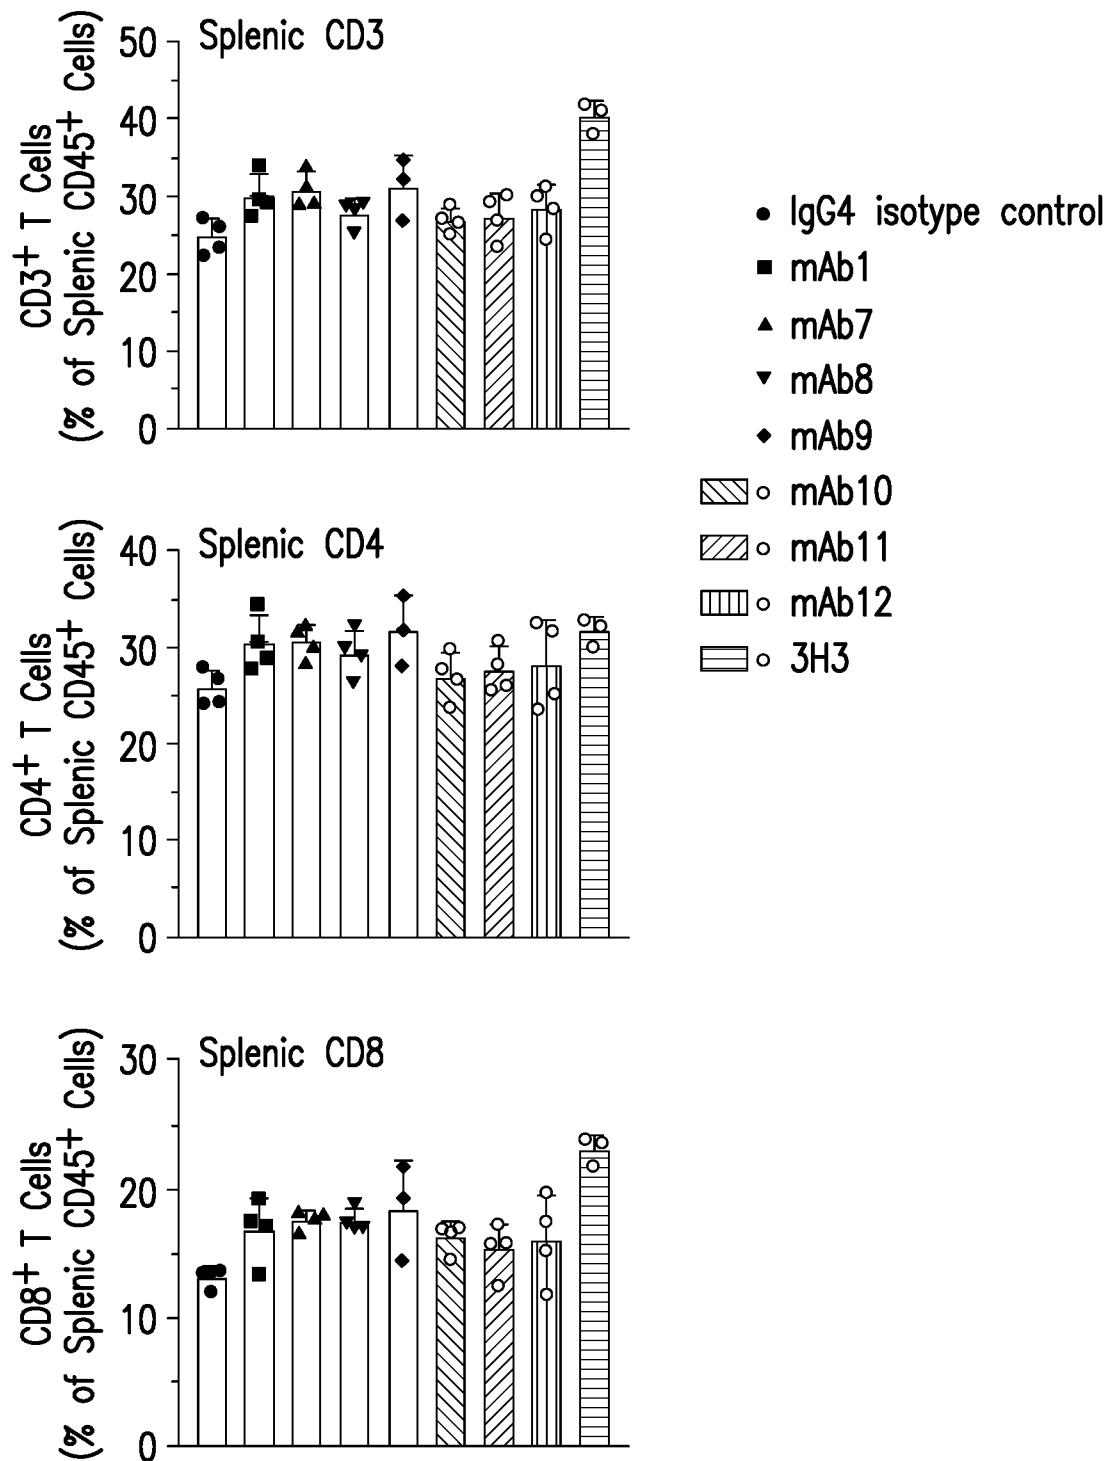 Splenic CD3
CD3+ T Cells
(% of Splenic CD45+ Cells)
50
40
30
20
10
0
IgG4 isotype control
mAb1
mAb7
mAb8
mAb9
mAb10
mAb11
mAb12
3H3
Splenic CD4
CD4+ T Cells
(% of Splenic CD45+ Cells)
40
30
20
10
0
Splenic CD8
CD8+ T Cells
(% of Splenic CD45+ Cells)
30
20
10
0